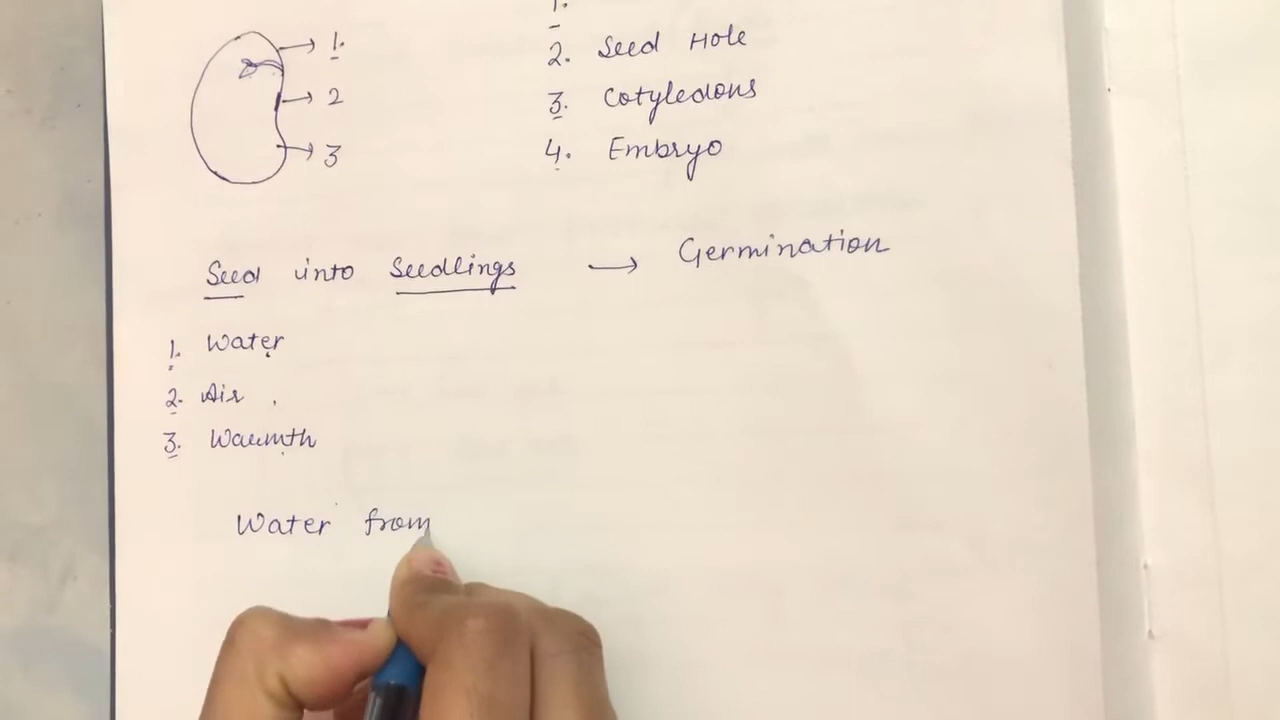 1.
1.
2. Seed Hole
2
3. Cotyledons
3
4. Embryo
Seed into Seedlings → Germination
1. Water
2. Air
3. Warmth
Water from